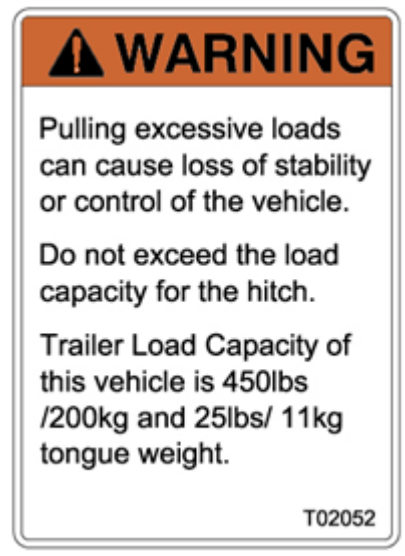 WARNING
Pulling excessive loads
can cause loss of stability
or control of the vehicle.
Do not exceed the load
capacity for the hitch.
Trailer Load Capacity of
this vehicle is 450lbs
/200kg and 25lbs/ 11kg
tongue weight.
T02052